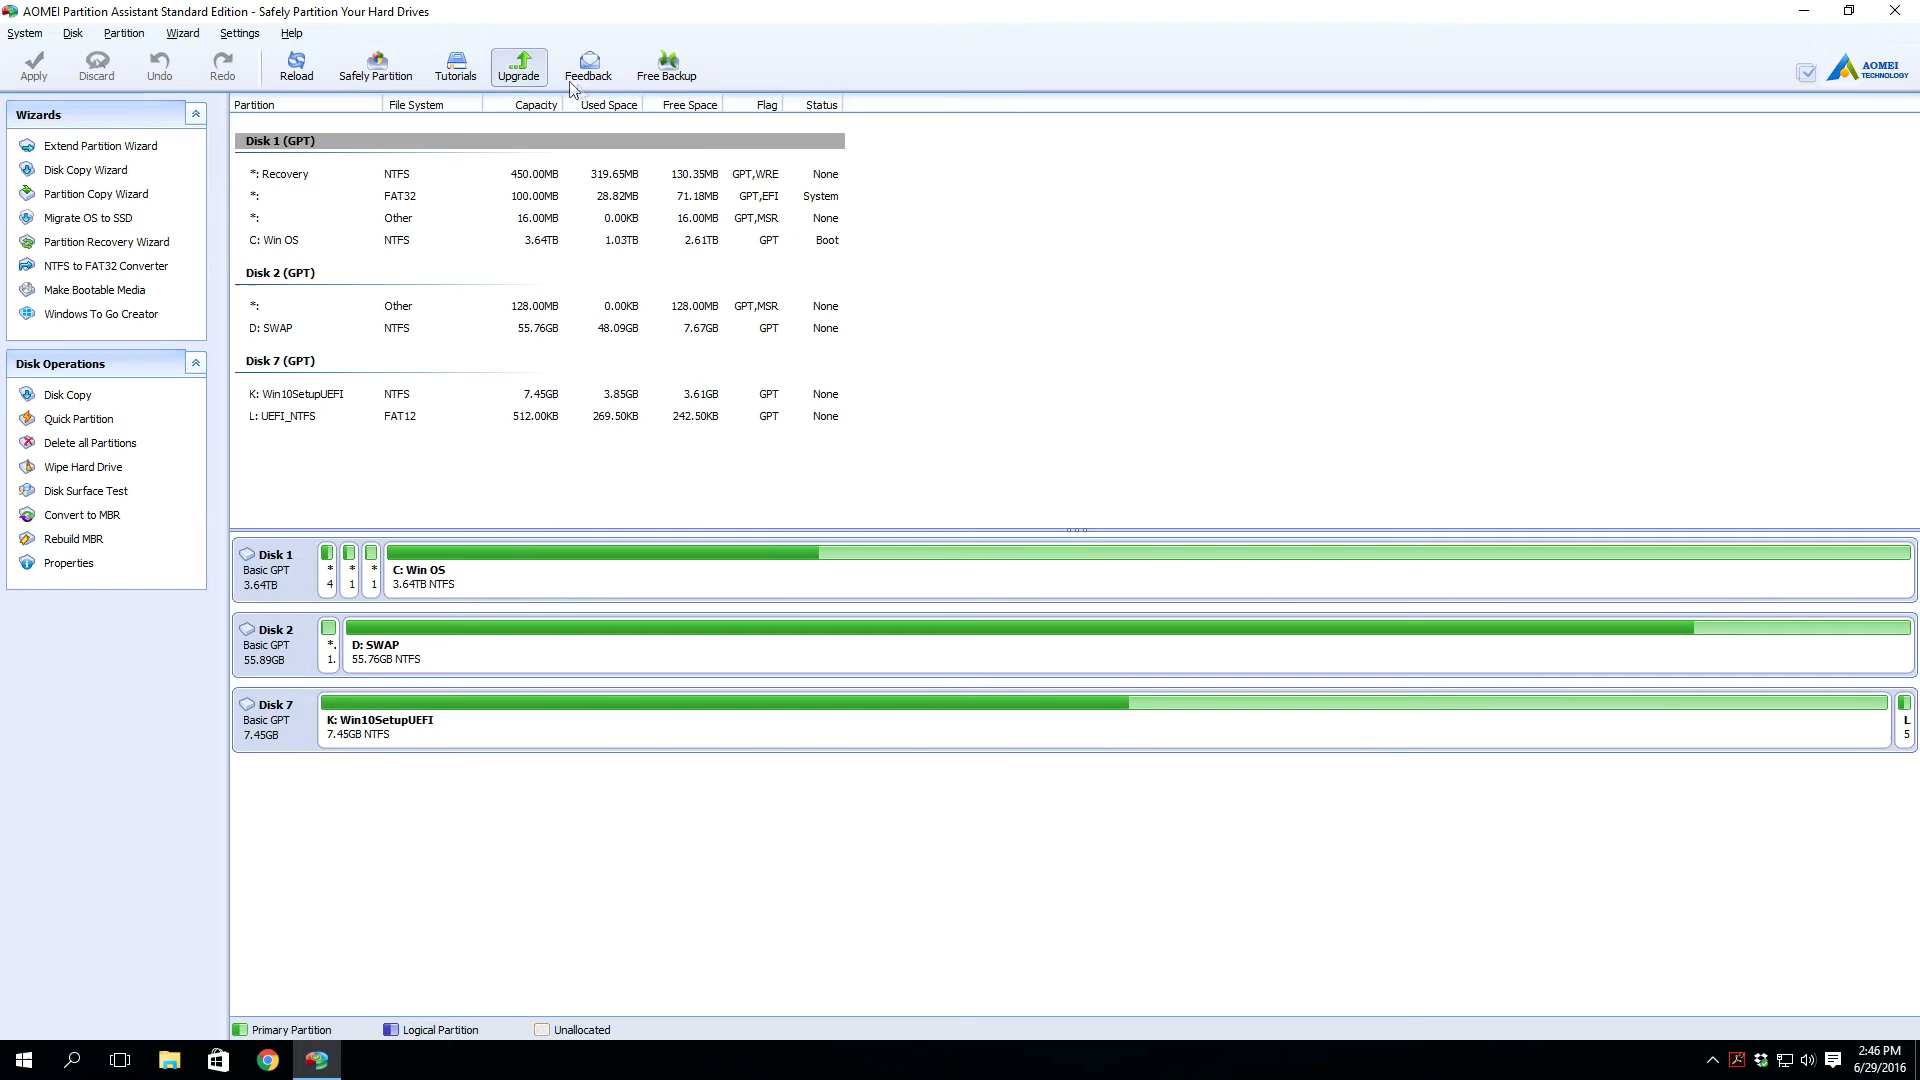 AOMEI Partition Assistant Standard Edition - Safely Partition Your Hard Drives
System Disk Partition Wizard Settings Help
Apply Discard Undo Redo Reload Safely Partition Tutorials Upgrade Feedback Free Backup
AOMEI
TECHNOLOGY
Wizards
Extend Partition Wizard
Disk Copy Wizard
Partition Copy Wizard
Migrate OS to SSD
Partition Recovery Wizard
NTFS to FAT32 Converter
Make Bootable Media
Windows To Go Creator
Disk Operations
Disk Copy
Quick Partition
Delete all Partitions
Wipe Hard Drive
Disk Surface Test
Convert to MBR
Rebuild MBR
Properties
Partition File System Capacity Used Space Free Space Flag Status
Disk 1 (GPT)
*: Recovery NTFS 450.00MB 319.65MB 130.35MB GPT,WRE None
*: FAT32 100.00MB 28.82MB 71.18MB GPT,EFI System
*: Other 16.00MB 0.00KB 16.00MB GPT,MSR None
C: Win OS NTFS 3.64TB 1.03TB 2.61TB GPT Boot
Disk 2 (GPT)
*: Other 128.00MB 0.00KB 128.00MB GPT,MSR None
D: SWAP NTFS 55.76GB 48.09GB 7.67GB GPT None
Disk 7 (GPT)
K: Win10SetupUEFI NTFS 7.45GB 3.85GB 3.61GB GPT None
L: UEFI_NTFS FAT12 512.00KB 269.50KB 242.50KB GPT None
Disk 1
Basic GPT
3.64TB
* * * C: Win OS
4 1 1 3.64TB NTFS
Disk 2
Basic GPT
55.89GB
*. D: SWAP
1. 55.76GB NTFS
Disk 7
Basic GPT
7.45GB
K: Win10SetupUEFI L
7.45GB NTFS 5
Primary Partition Logical Partition Unallocated
2:46 PM
6/29/2016